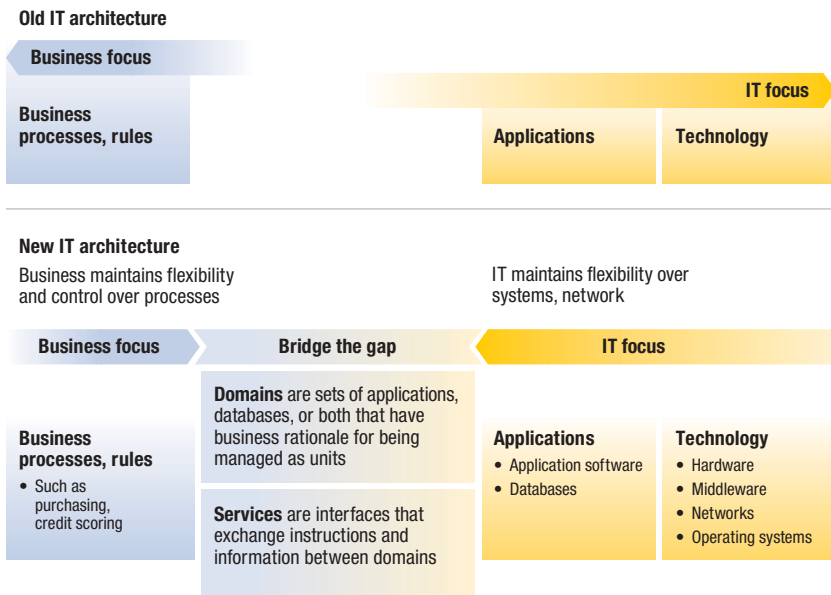 Old IT architecture
Business focus
IT focus
Business
processes, rules
Applications
Technology
New IT architecture
Business maintains flexibility
and control over processes
IT maintains flexibility over
systems, network
Business focus
Bridge the gap
IT focus
Business
processes, rules
• Such as
purchasing,
credit scoring
Domains are sets of applications,
databases, or both that have
business rationale for being
managed as units
Services are interfaces that
exchange instructions and
information between domains
Applications
• Application software
• Databases
Technology
• Hardware
• Middleware
• Networks
• Operating systems